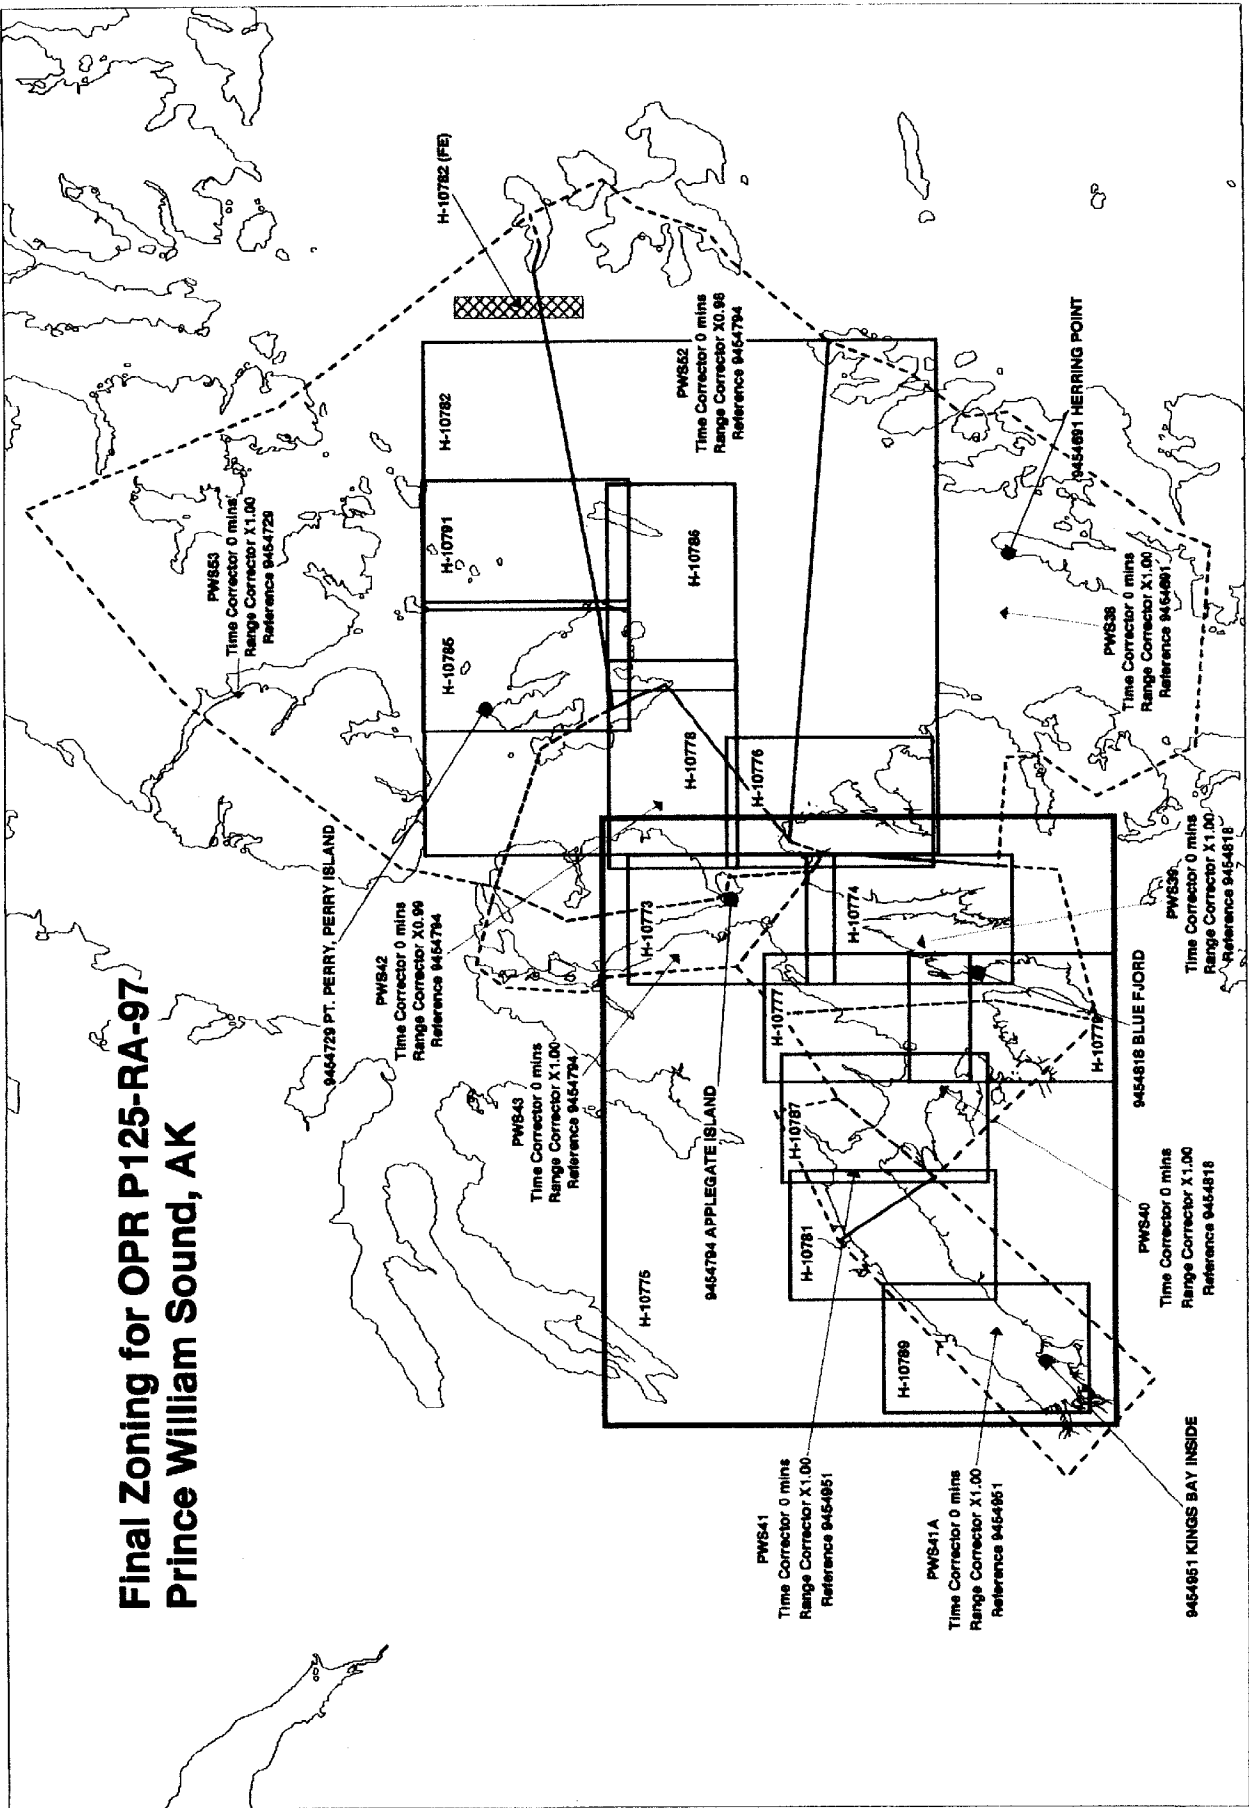 Final Zoning for OPR P125-RA-97
Prince William Sound, AK
PWS53
Time Corrector 0 mins
Range Corrector X1.00
Reference 9454729
9454729 PT. PERRY, PERRY ISLAND
H-10785
H-10791
H-10782
H-10782 (FE)
PWS42
Time Corrector 0 mins
Range Corrector X0.99
Reference 9454794
PWS43
Time Corrector 0 mins
Range Corrector X1.00
Reference 9454794
H-10775
H-10773
H-10778
H-10786
PWS52
Time Corrector 0 mins
Range Corrector X0.98
Reference 9454794
9454794 APPLEGATE ISLAND
PWS41
Time Corrector 0 mins
Range Corrector X1.00
Reference 9454951
H-10781
H-10787
H-10777
H-10776
H-10774
H-10789
PWS41A
Time Corrector 0 mins
Range Corrector X1.00
Reference 9454951
H-10779
9454691 HERRING POINT
PWS38
Time Corrector 0 mins
Range Corrector X1.00
Reference 9454691
9454818 BLUE FJORD
PWS40
Time Corrector 0 mins
Range Corrector X1.00
Reference 9454818
PWS39
Time Corrector 0 mins
Range Corrector X1.00
Reference 9454818
9454951 KINGS BAY INSIDE